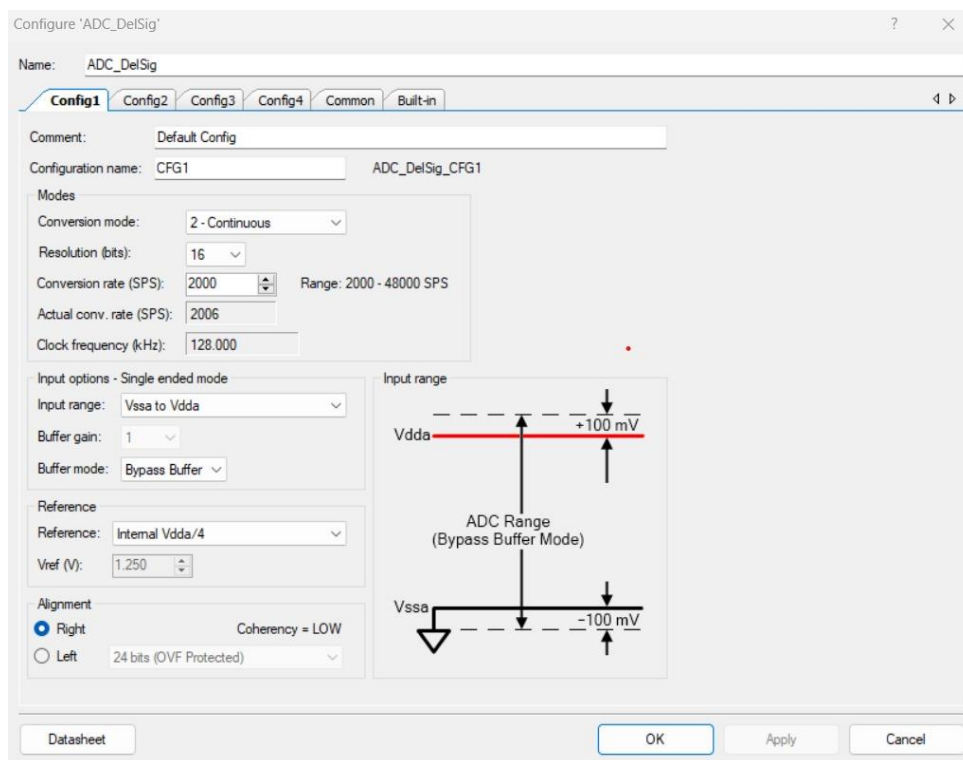 Configure 'ADC_DelSig'
?
Name: ADC_DelSig
Config1 Config2 Config3 Config4 Common Built-in
Comment: Default Config
Configuration name: CFG1 ADC_DelSig_CFG1
Modes
Conversion mode: 2 - Continuous
Resolution (bits): 16
Conversion rate (SPS): 2000 Range: 2000 - 48000 SPS
Actual conv. rate (SPS): 2006
Clock frequency (kHz): 128.000
Input options - Single ended mode
Input range: Vssa to Vdda
Buffer gain: 1
Buffer mode: Bypass Buffer
Reference
Reference: Internal Vdda/4
Vref (V): 1.250
Alignment
Right Coherency = LOW
Left 24 bits (OVF Protected)
Input range
+100 mV
Vdda
ADC Range
(Bypass Buffer Mode)
Vssa
-100 mV
Datasheet OK Apply Cancel